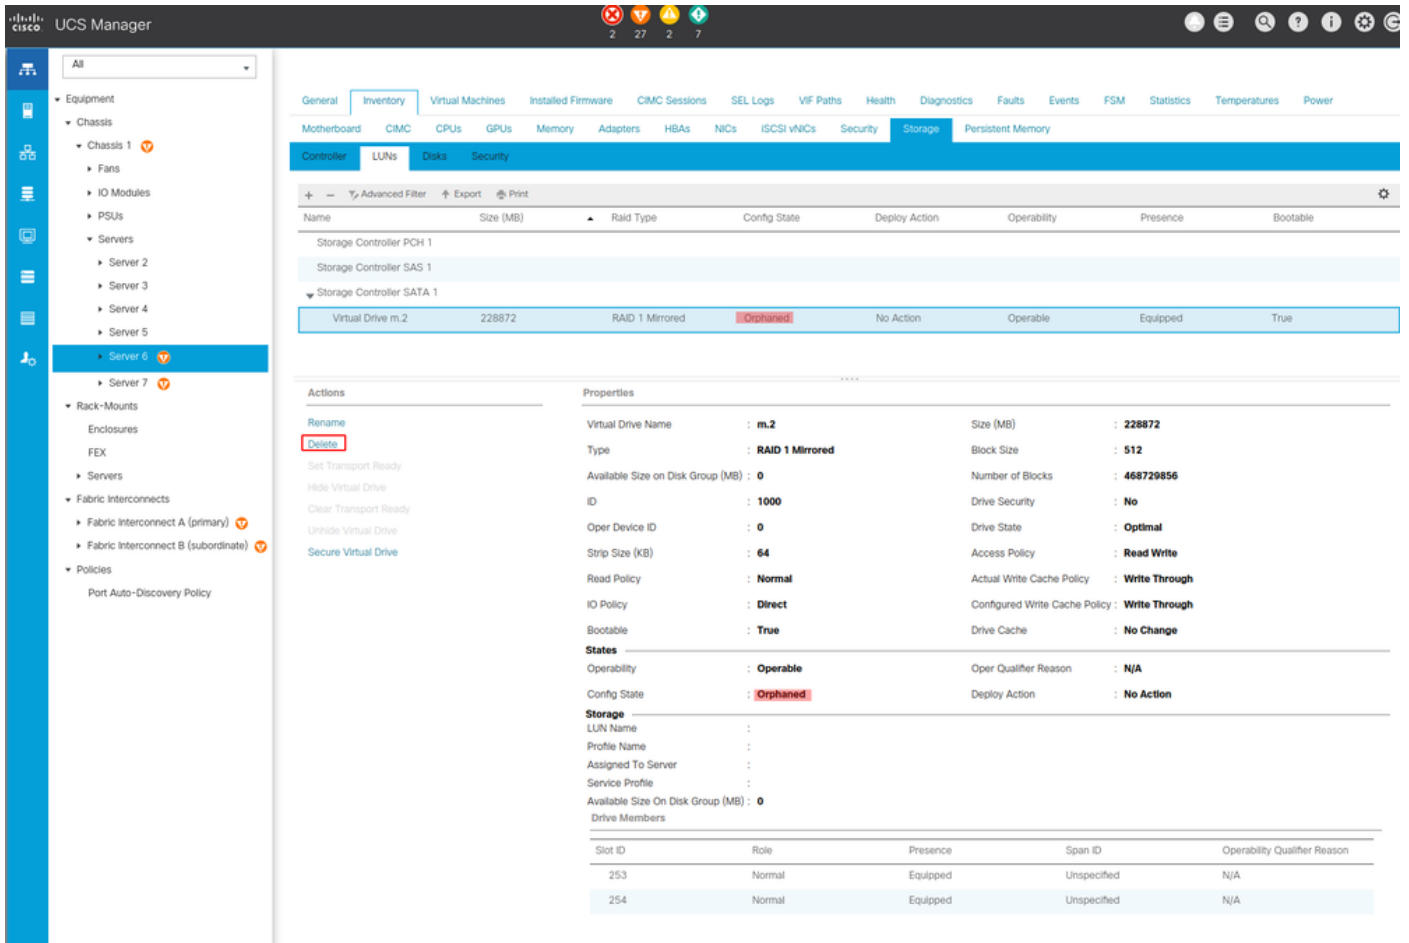 cisco UCS Manager
2 27 2 7
All
Equipment
Chassis
Chassis 1
Fans
IO Modules
PSUs
Servers
Server 2
Server 3
Server 4
Server 5
Server 6
Server 7
Rack-Mounts
Enclosures
FEX
Servers
Fabric Interconnects
Fabric Interconnect A (primary)
Fabric Interconnect B (subordinate)
Policies
Port Auto-Discovery Policy
General Inventory Virtual Machines Installed Firmware CIMC Sessions SEL Logs VIF Paths Health Diagnostics Faults Events FSM Statistics Temperatures Power
Motherboard CIMC CPUs GPUs Memory Adapters HBAs NICs iSCSI vNICs Security Storage Persistent Memory
Controller LUNs Disks Security
+ − Advanced Filter Export Print
Name Size (MB) Raid Type Config State Deploy Action Operability Presence Bootable
Storage Controller PCH 1
Storage Controller SAS 1
Storage Controller SATA 1
Virtual Drive m.2 228872 RAID 1 Mirrored Orphaned No Action Operable Equipped True
Actions
Rename
Delete
Set Transport Ready
Hide Virtual Drive
Clear Transport Ready
Unhide Virtual Drive
Secure Virtual Drive
Properties
Virtual Drive Name : m.2 Size (MB) : 228872
Type : RAID 1 Mirrored Block Size : 512
Available Size on Disk Group (MB) : 0 Number of Blocks : 468729856
ID : 1000 Drive Security : No
Oper Device ID : 0 Drive State : Optimal
Strip Size (KB) : 64 Access Policy : Read Write
Read Policy : Normal Actual Write Cache Policy : Write Through
IO Policy : Direct Configured Write Cache Policy : Write Through
Bootable : True Drive Cache : No Change
States
Operability : Operable Oper Qualifier Reason : N/A
Config State : Orphaned Deploy Action : No Action
Storage
LUN Name :
Profile Name :
Assigned To Server :
Service Profile :
Available Size On Disk Group (MB) : 0
Drive Members
Slot ID Role Presence Span ID Operability Qualifier Reason
253 Normal Equipped Unspecified N/A
254 Normal Equipped Unspecified N/A